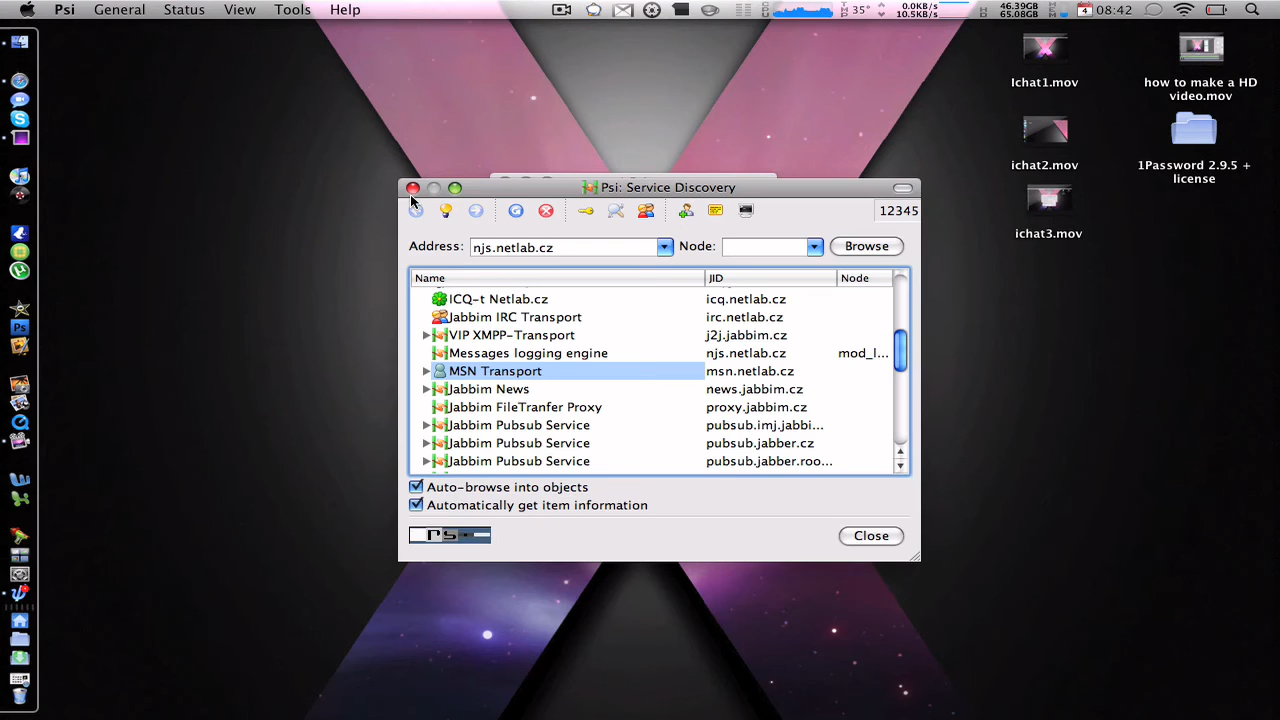 Psi General Status View Tools Help
35° 0.0KB/s 10.5KB/s 46.39GB 65.08GB 4 08:42
Ichat1.mov
how to make a HD
video.mov
ichat2.mov
1Password 2.9.5 +
license
ichat3.mov
Psi: Service Discovery
12345
Address: njs.netlab.cz Node: Browse
Name JID Node
ICQ-t Netlab.cz icq.netlab.cz
Jabbim IRC Transport irc.netlab.cz
VIP XMPP-Transport j2j.jabbim.cz
Messages logging engine njs.netlab.cz mod_l...
MSN Transport msn.netlab.cz
Jabbim News news.jabbim.cz
Jabbim FileTranfer Proxy proxy.jabbim.cz
Jabbim Pubsub Service pubsub.imj.jabbi...
Jabbim Pubsub Service pubsub.jabber.cz
Jabbim Pubsub Service pubsub.jabber.roo...
Auto-browse into objects
Automatically get item information
Close